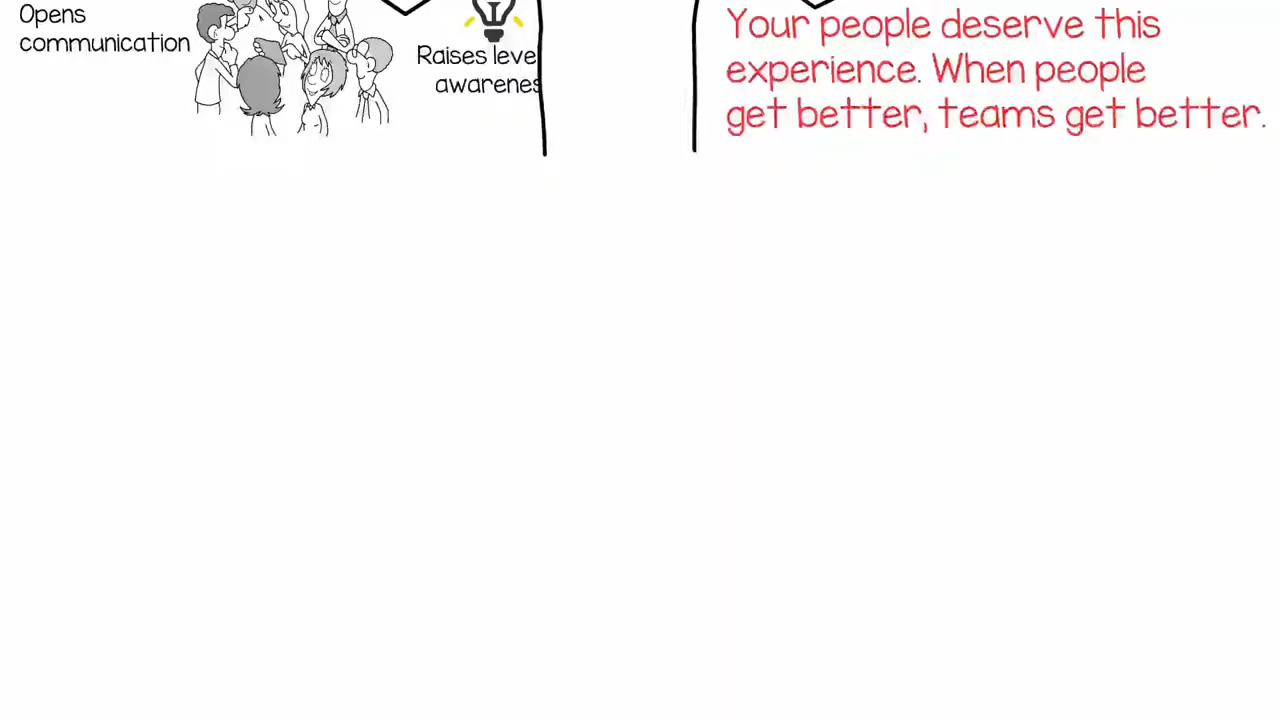 Opens
communication
Raises leve
awarenes
Your people deserve this
experience. When people
get better, teams get better.